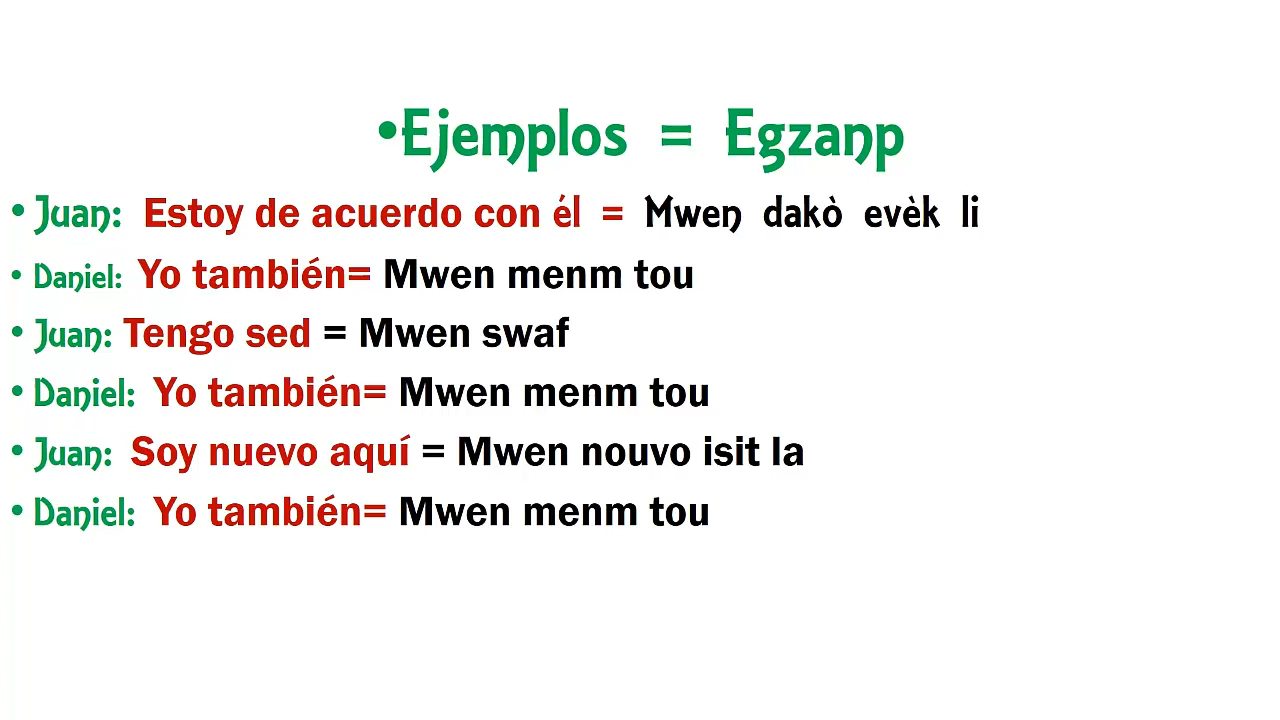 •Ejemplos = Egzanp
• Juan: Estoy de acuerdo con él = Mwen dakò evèk li
• Daniel: Yo también= Mwen menm tou
• Juan: Tengo sed = Mwen swaf
• Daniel: Yo también= Mwen menm tou
• Juan: Soy nuevo aquí = Mwen nouvo isit la
• Daniel: Yo también= Mwen menm tou